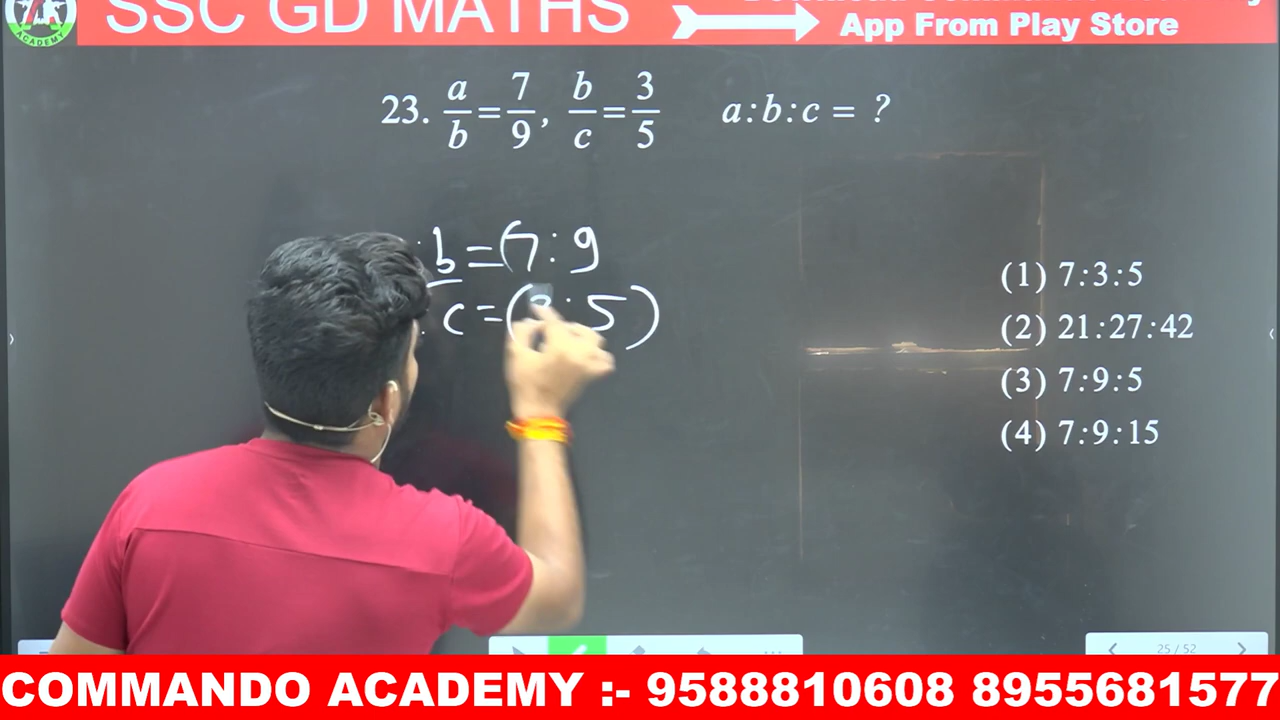 SSC GD MATHS
App From Play Store
ACADEMY
23. a/b = 7/9, b/c = 3/5 a:b:c = ?
: b = (7 : 9
: c = ( : 5 )
(1) 7:3:5
(2) 21:27:42
(3) 7:9:5
(4) 7:9:15
25 / 52
COMMANDO ACADEMY :- 9588810608 8955681577